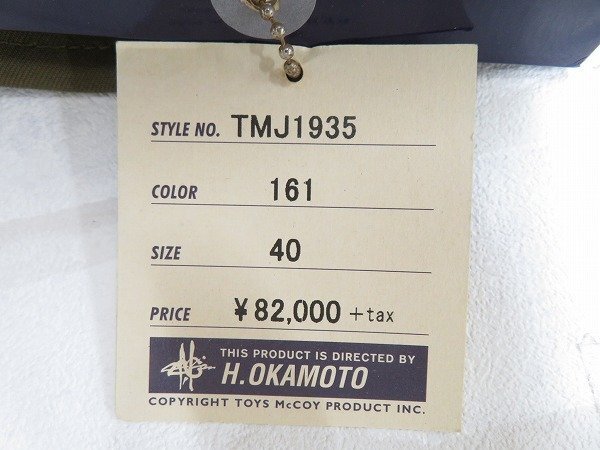 STYLE NO. TMJ1935
COLOR 161
SIZE 40
PRICE ¥82,000 +tax
THIS PRODUCT IS DIRECTED BY
H.OKAMOTO
COPYRIGHT TOYS McCOY PRODUCT INC.